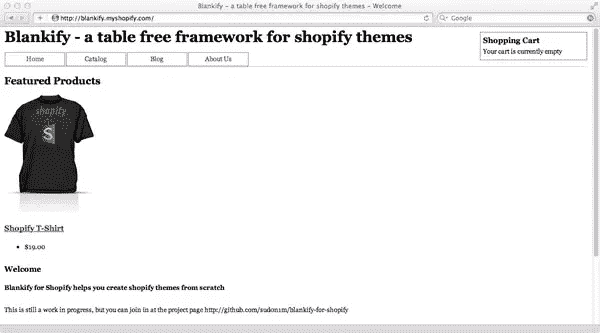 Blankify - a table free framework for shopify themes - Welcome
http://blankify.myshopify.com/
Google
Blankify - a table free framework for shopify themes
Shopping Cart
Your cart is currently empty
Home
Catalog
Blog
About Us
Featured Products
shopify
S
Shopify T-Shirt
$19.00
Welcome
Blankify for Shopify helps you create shopify themes from scratch
This is still a work in progress, but you can join in at the project page http://github.com/sudon1m/blankify-for-shopify